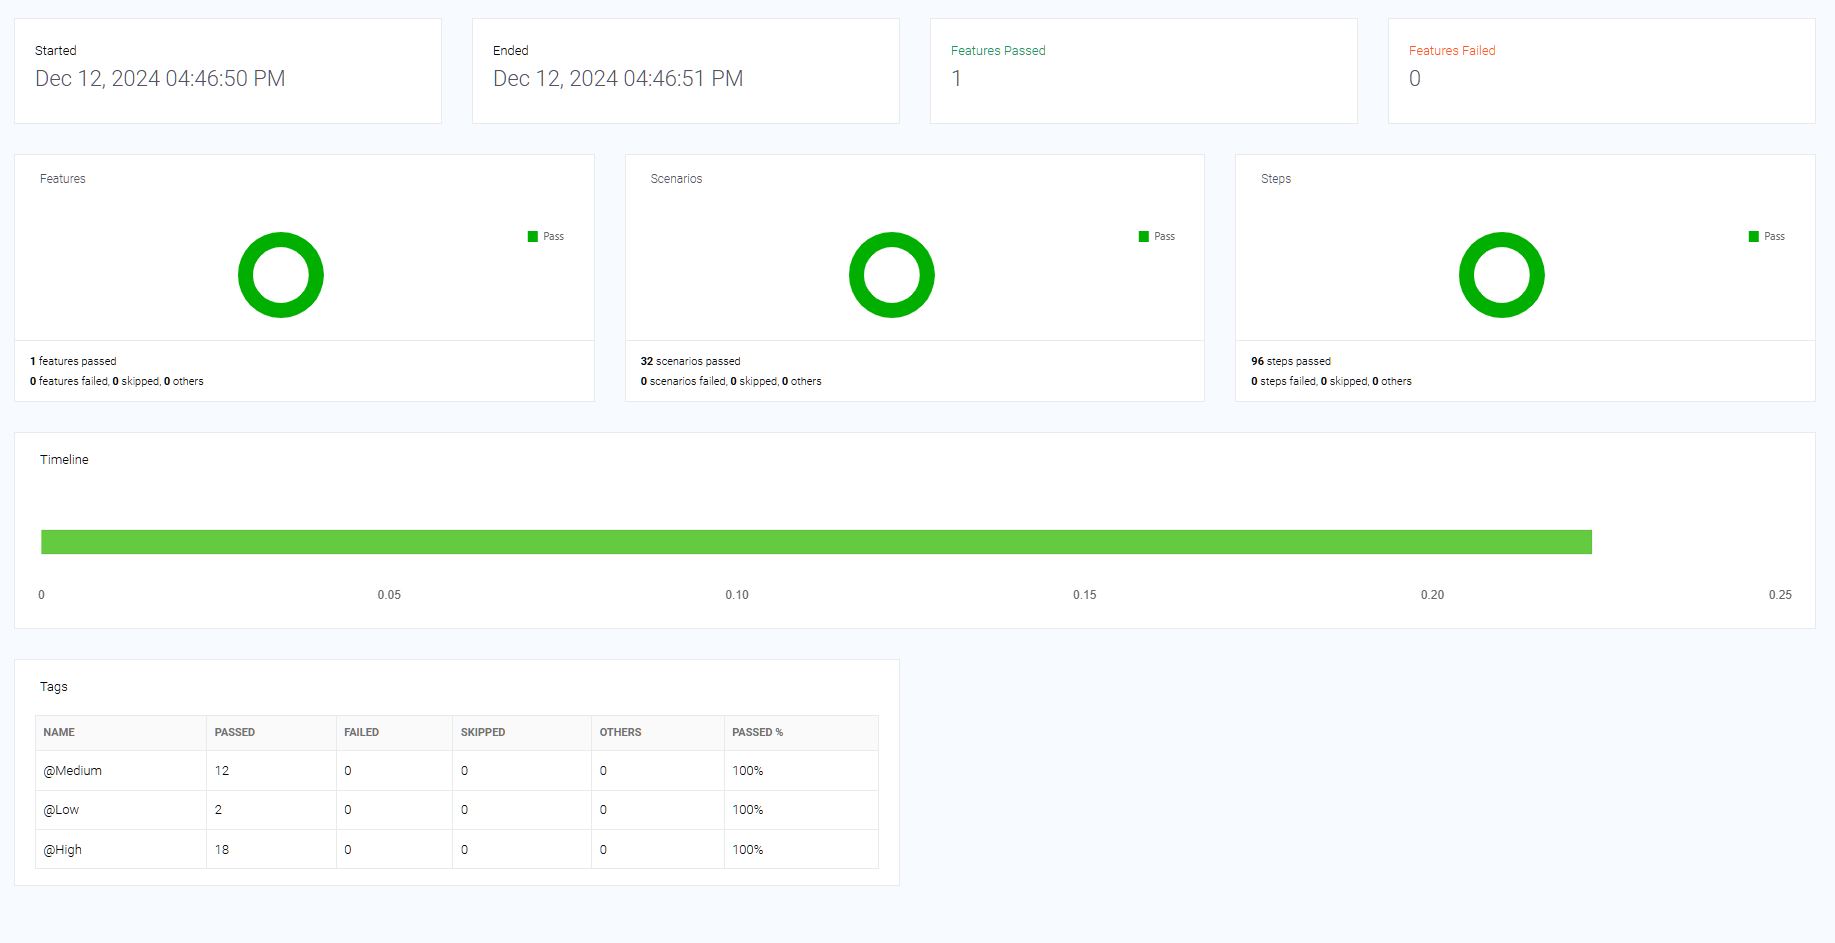 Started
Dec 12, 2024 04:46:50 PM
Ended
Dec 12, 2024 04:46:51 PM
Features Passed
1
Features Failed
0
Features
Pass
1 features passed
0 features failed, 0 skipped, 0 others
Scenarios
Pass
32 scenarios passed
0 scenarios failed, 0 skipped, 0 others
Steps
Pass
96 steps passed
0 steps failed, 0 skipped, 0 others
Timeline
0 0.05 0.10 0.15 0.20 0.25
Tags
NAME PASSED FAILED SKIPPED OTHERS PASSED %
@Medium 12 0 0 0 100%
@Low 2 0 0 0 100%
@High 18 0 0 0 100%